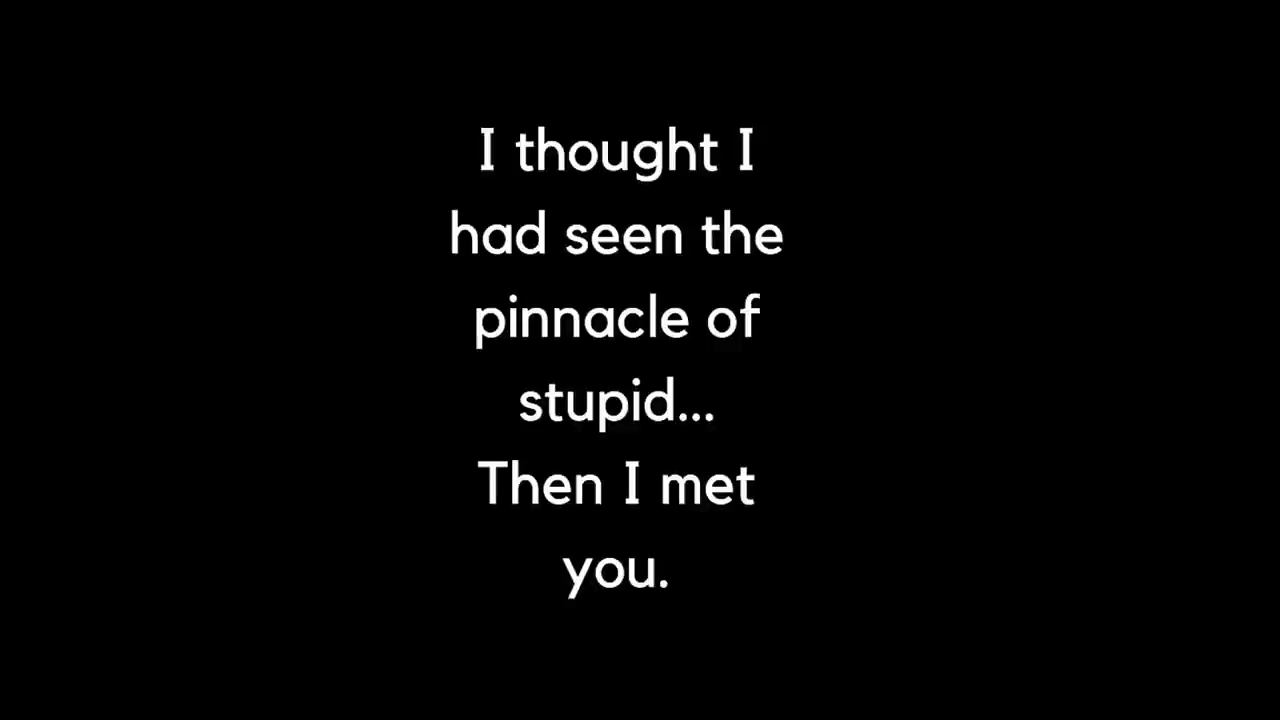 I thought I
had seen the
pinnacle of
stupid...
Then I met
you.